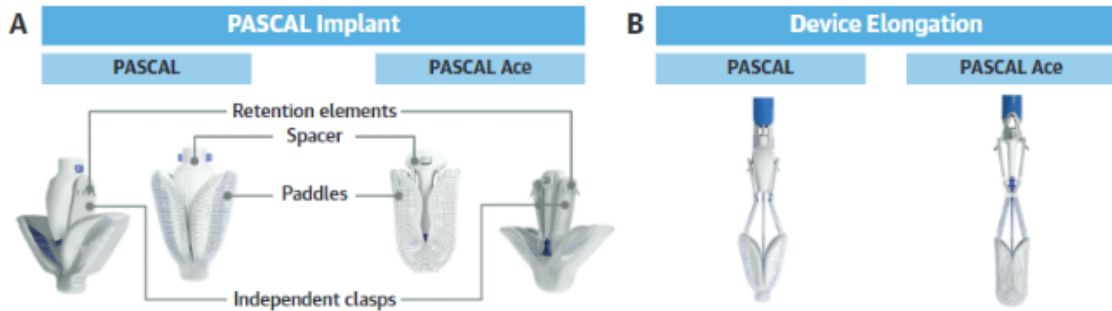 A
PASCAL Implant
PASCAL
PASCAL Ace
Retention elements
Spacer
Paddles
Independent clasps
B
Device Elongation
PASCAL
PASCAL Ace